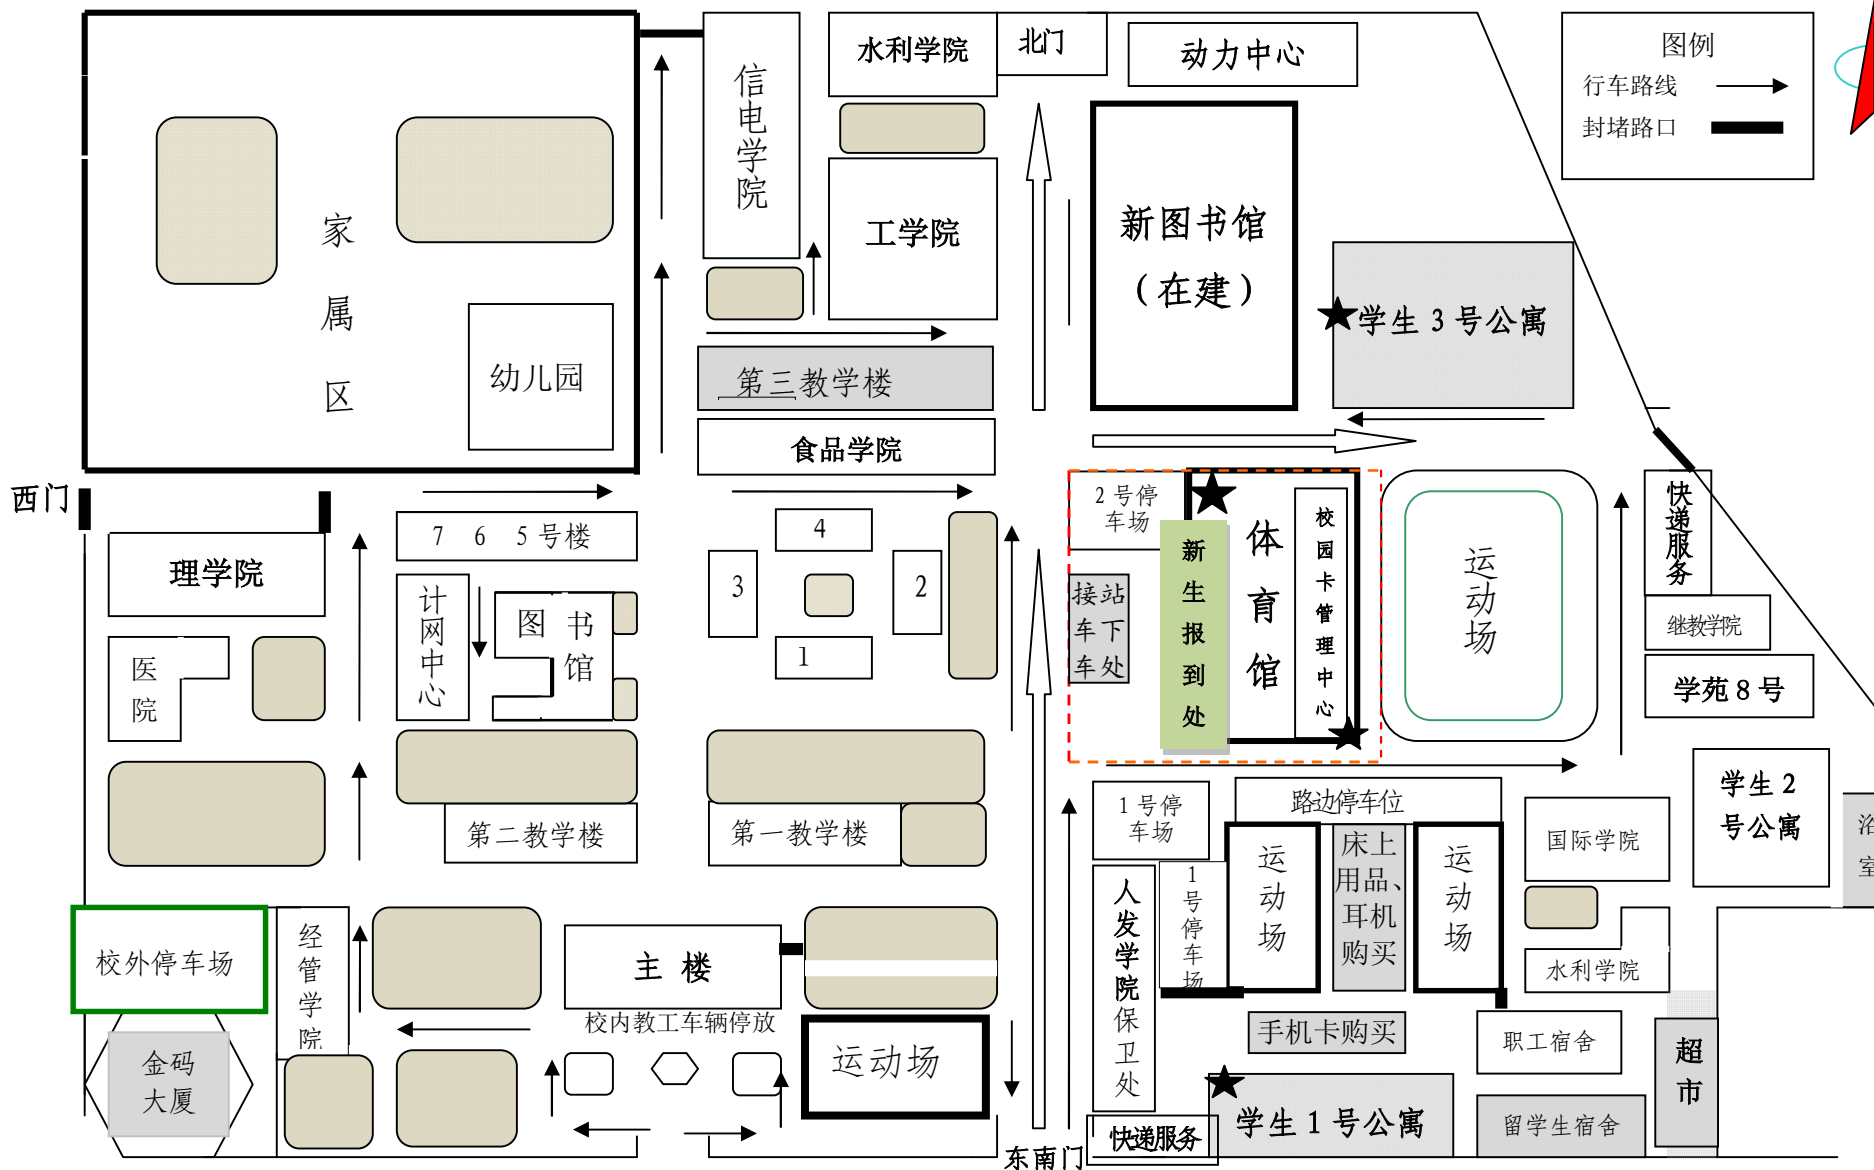 水利学院
北门
动力中心
图例
行车路线
封堵路口
信电学院
家属区
工学院
新图书馆
（在建）
学生 3 号公寓
幼儿园
第三教学楼
食品学院
西门
7 6 5 号楼
理学院
计网中心
图 书
馆
医
院
4
3
2
1
2 号停
车场
接站
车下
车处
新生报到处
体育馆
校园卡管理中心
运动场
快递服务
继教学院
学苑 8 号
学生 2
号公寓
浴
室
第二教学楼
第一教学楼
1 号停
车场
路边停车位
1号停车场
运动场
床上
用品、
耳机
购买
运动场
国际学院
人发学院保卫处
水利学院
校外停车场
经管学院
主 楼
校内教工车辆停放
运动场
手机卡购买
职工宿舍
超市
金码
大厦
学生 1 号公寓
留学生宿舍
快递服务
东南门